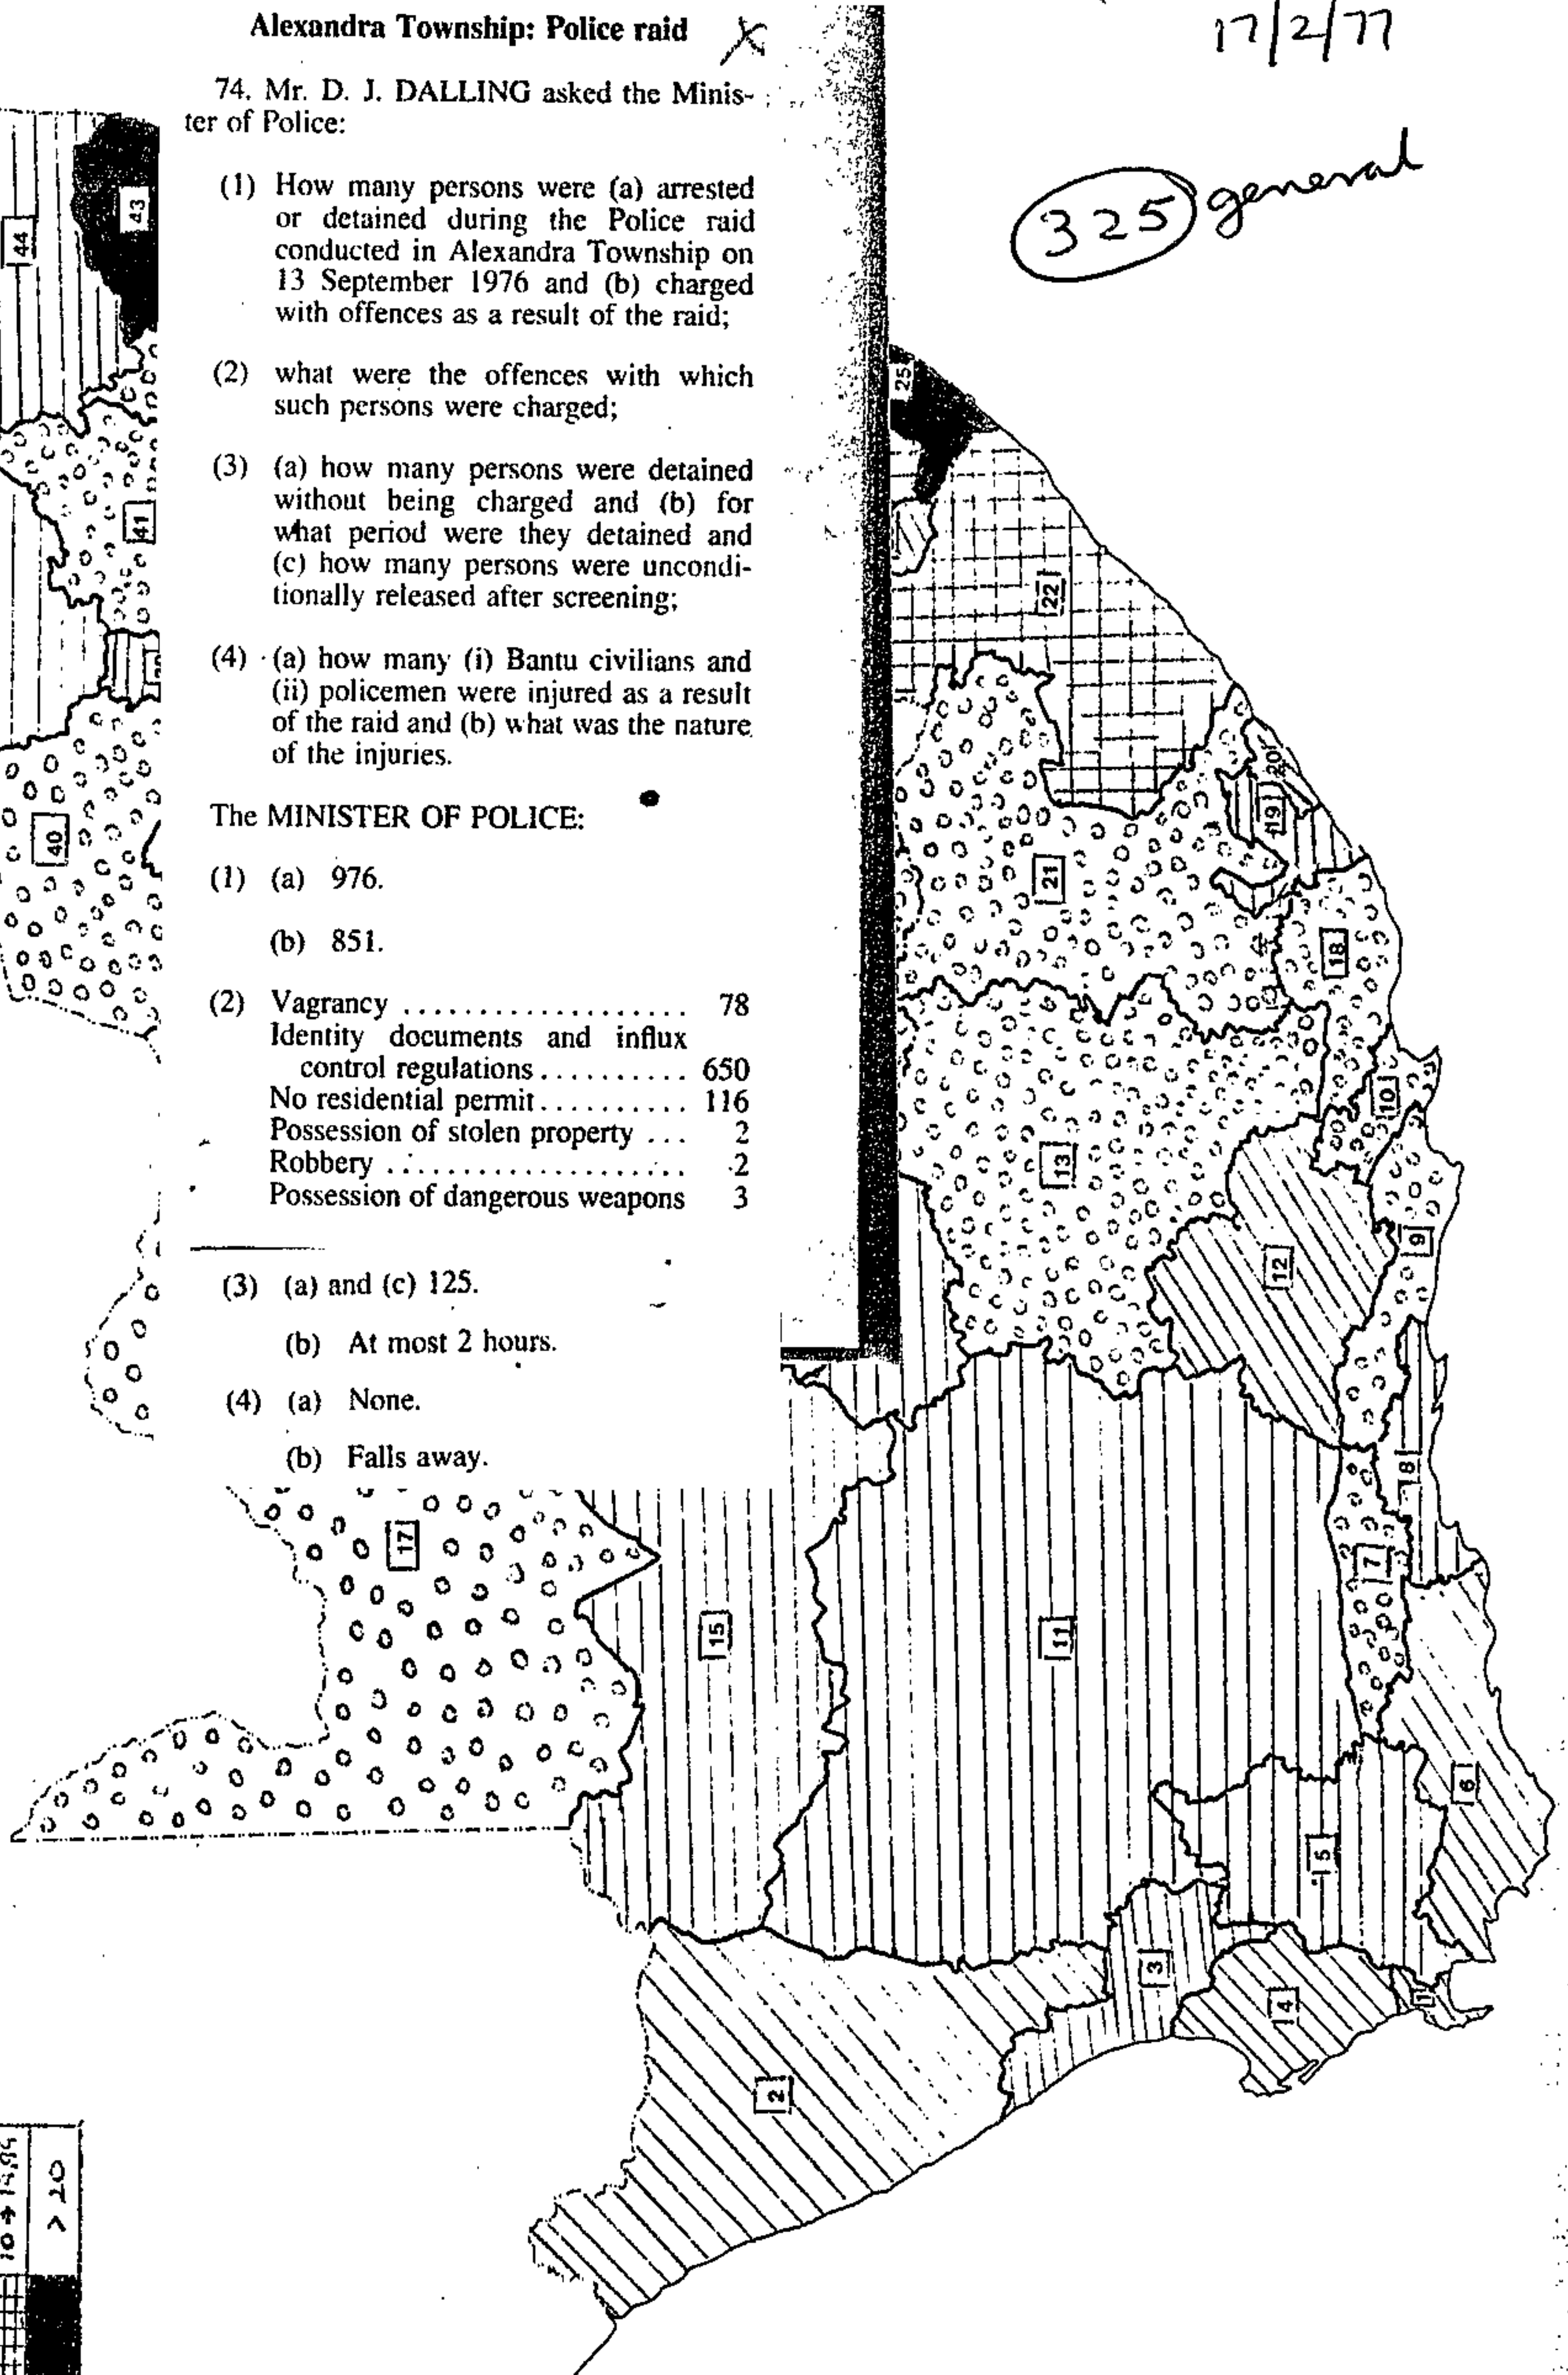 Alexandra Township: Police raid
17/2/77
325 general
74. Mr. D. J. DALLING asked the Minis-
ter of Police:
(1) How many persons were (a) arrested
or detained during the Police raid
conducted in Alexandra Township on
13 September 1976 and (b) charged
with offences as a result of the raid;
(2) what were the offences with which
such persons were charged;
(3) (a) how many persons were detained
without being charged and (b) for
what period were they detained and
(c) how many persons were uncondi-
tionally released after screening;
(4) (a) how many (i) Bantu civilians and
(ii) policemen were injured as a result
of the raid and (b) what was the nature
of the injuries.
The MINISTER OF POLICE:
(1) (a) 976.
(b) 851.
(2) Vagrancy ................... 78
Identity documents and influx
control regulations .......... 650
No residential permit .......... 116
Possession of stolen property ... 2
Robbery .................... 2
Possession of dangerous weapons 3
(3) (a) and (c) 125.
(b) At most 2 hours.
(4) (a) None.
(b) Falls away.
44
43
41
40
25
22
20
19
21
18
10
13
9
12
8
7
17
15
11
6
5
3
4
1
2
> 20